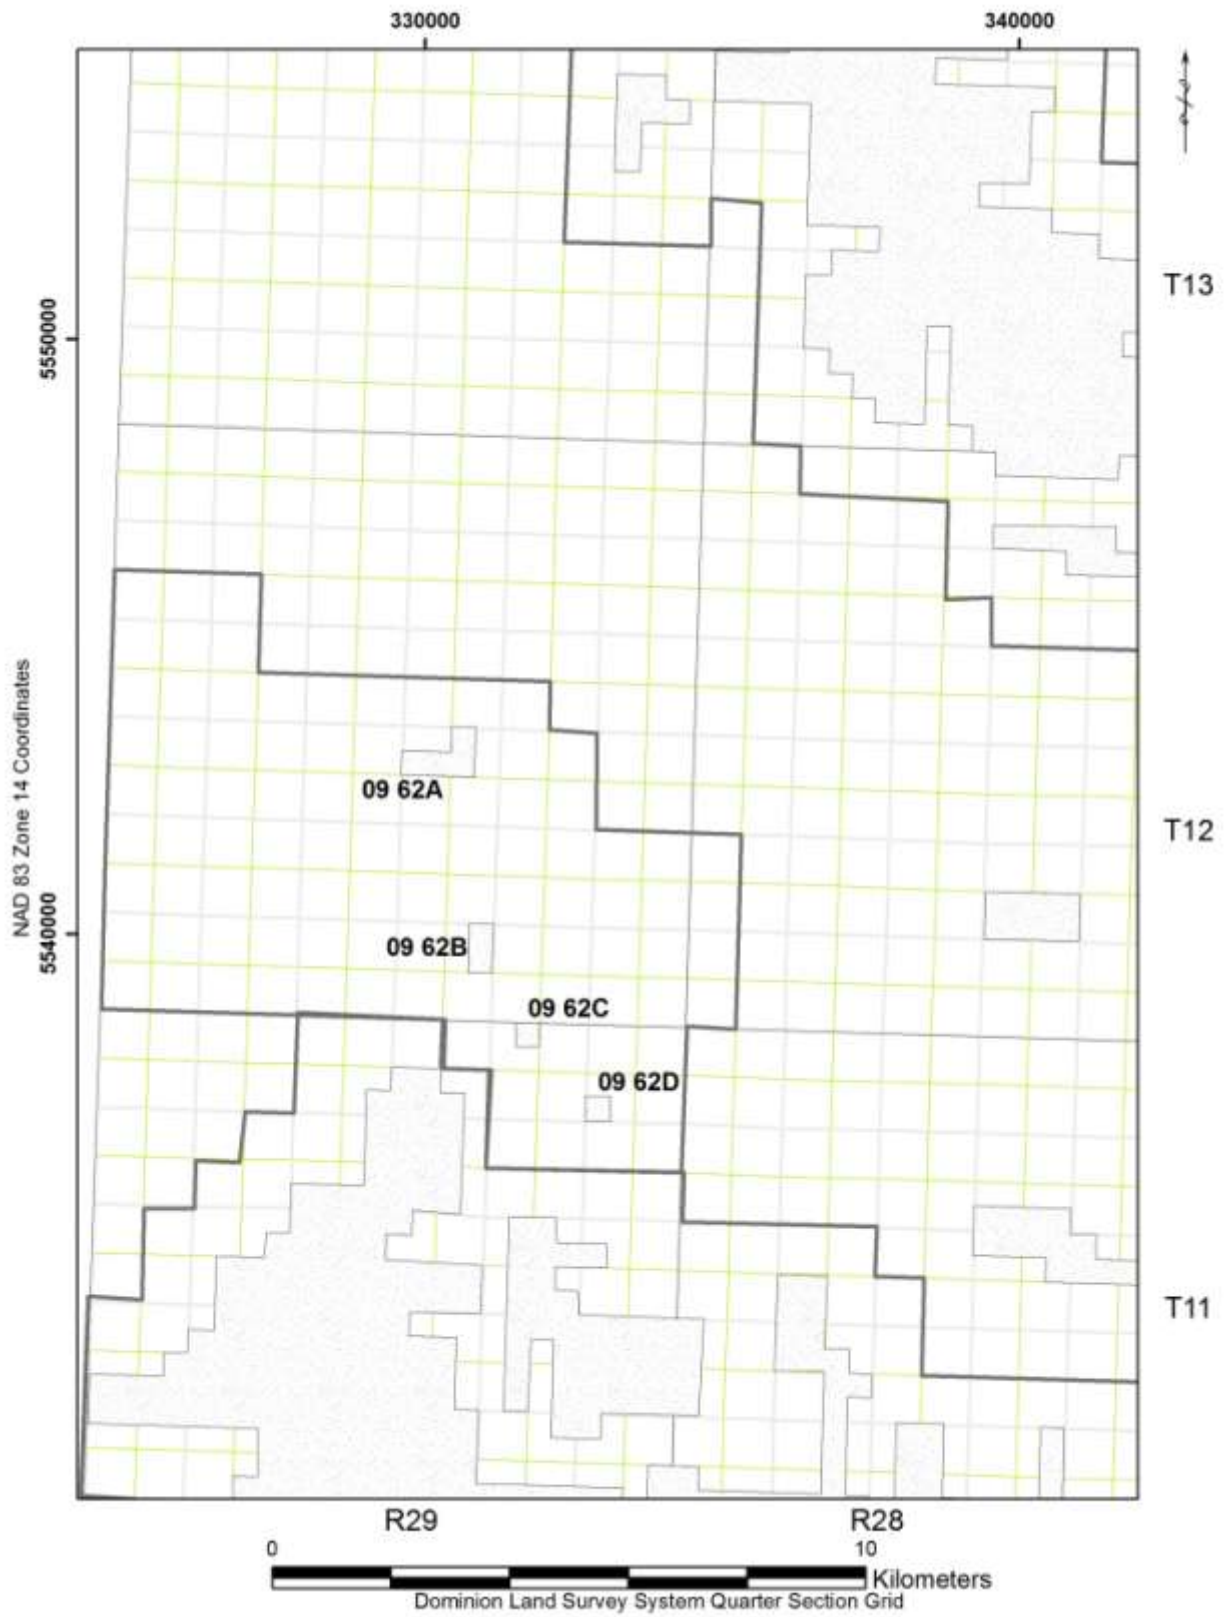 330000 340000
T13
5550000
NAD 83 Zone 14 Coordinates
09 62A
T12
5540000
09 62B
09 62C
09 62D
T11
R29 R28
0 10
Kilometers
Dominion Land Survey System Quarter Section Grid